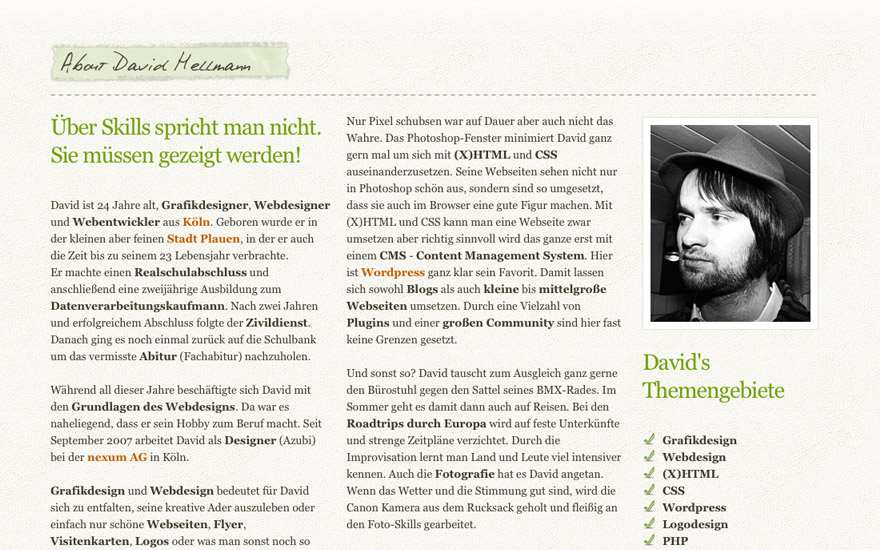 About David Hellmann
Über Skills spricht man nicht.
Sie müssen gezeigt werden!
David ist 24 Jahre alt, Grafikdesigner, Webdesigner
und Webentwickler aus Köln. Geboren wurde er in
der kleinen aber feinen Stadt Plauen, in der er auch
die Zeit bis zu seinem 23 Lebensjahr verbrachte.
Er machte einen Realschulabschluss und
anschließend eine zweijährige Ausbildung zum
Datenverarbeitungskaufmann. Nach zwei Jahren
und erfolgreichem Abschluss folgte der Zivildienst.
Danach ging es noch einmal zurück auf die Schulbank
um das vermisste Abitur (Fachabitur) nachzuholen.
Während all dieser Jahre beschäftigte sich David mit
den Grundlagen des Webdesigns. Da war es
naheliegend, dass er sein Hobby zum Beruf macht. Seit
September 2007 arbeitet David als Designer (Azubi)
bei der nexum AG in Köln.
Grafikdesign und Webdesign bedeutet für David
sich zu entfalten, seine kreative Ader auszuleben oder
einfach nur schöne Webseiten, Flyer,
Visitenkarten, Logos oder was man sonst noch so
Nur Pixel schubsen war auf Dauer aber auch nicht das
Wahre. Das Photoshop-Fenster minimiert David ganz
gern mal um sich mit (X)HTML und CSS
auseinanderzusetzen. Seine Webseiten sehen nicht nur
in Photoshop schön aus, sondern sind so umgesetzt,
dass sie auch im Browser eine gute Figur machen. Mit
(X)HTML und CSS kann man eine Webseite zwar
umsetzen aber richtig sinnvoll wird das ganze erst mit
einem CMS - Content Management System. Hier
ist Wordpress ganz klar sein Favorit. Damit lassen
sich sowohl Blogs als auch kleine bis mittelgroße
Webseiten umsetzen. Durch eine Vielzahl von
Plugins und einer großen Community sind hier fast
keine Grenzen gesetzt.
Und sonst so? David tauscht zum Ausgleich ganz gerne
den Bürostuhl gegen den Sattel seines BMX-Rades. Im
Sommer geht es damit dann auch auf Reisen. Bei den
Roadtrips durch Europa wird auf feste Unterkünfte
und strenge Zeitpläne verzichtet. Durch die
Improvisation lernt man Land und Leute viel intensiver
kennen. Auch die Fotografie hat es David angetan.
Wenn das Wetter und die Stimmung gut sind, wird die
Canon Kamera aus dem Rucksack geholt und fleißig an
den Foto-Skills gearbeitet.
David's
Themengebiete
Grafikdesign
Webdesign
(X)HTML
CSS
Wordpress
Logodesign
PHP